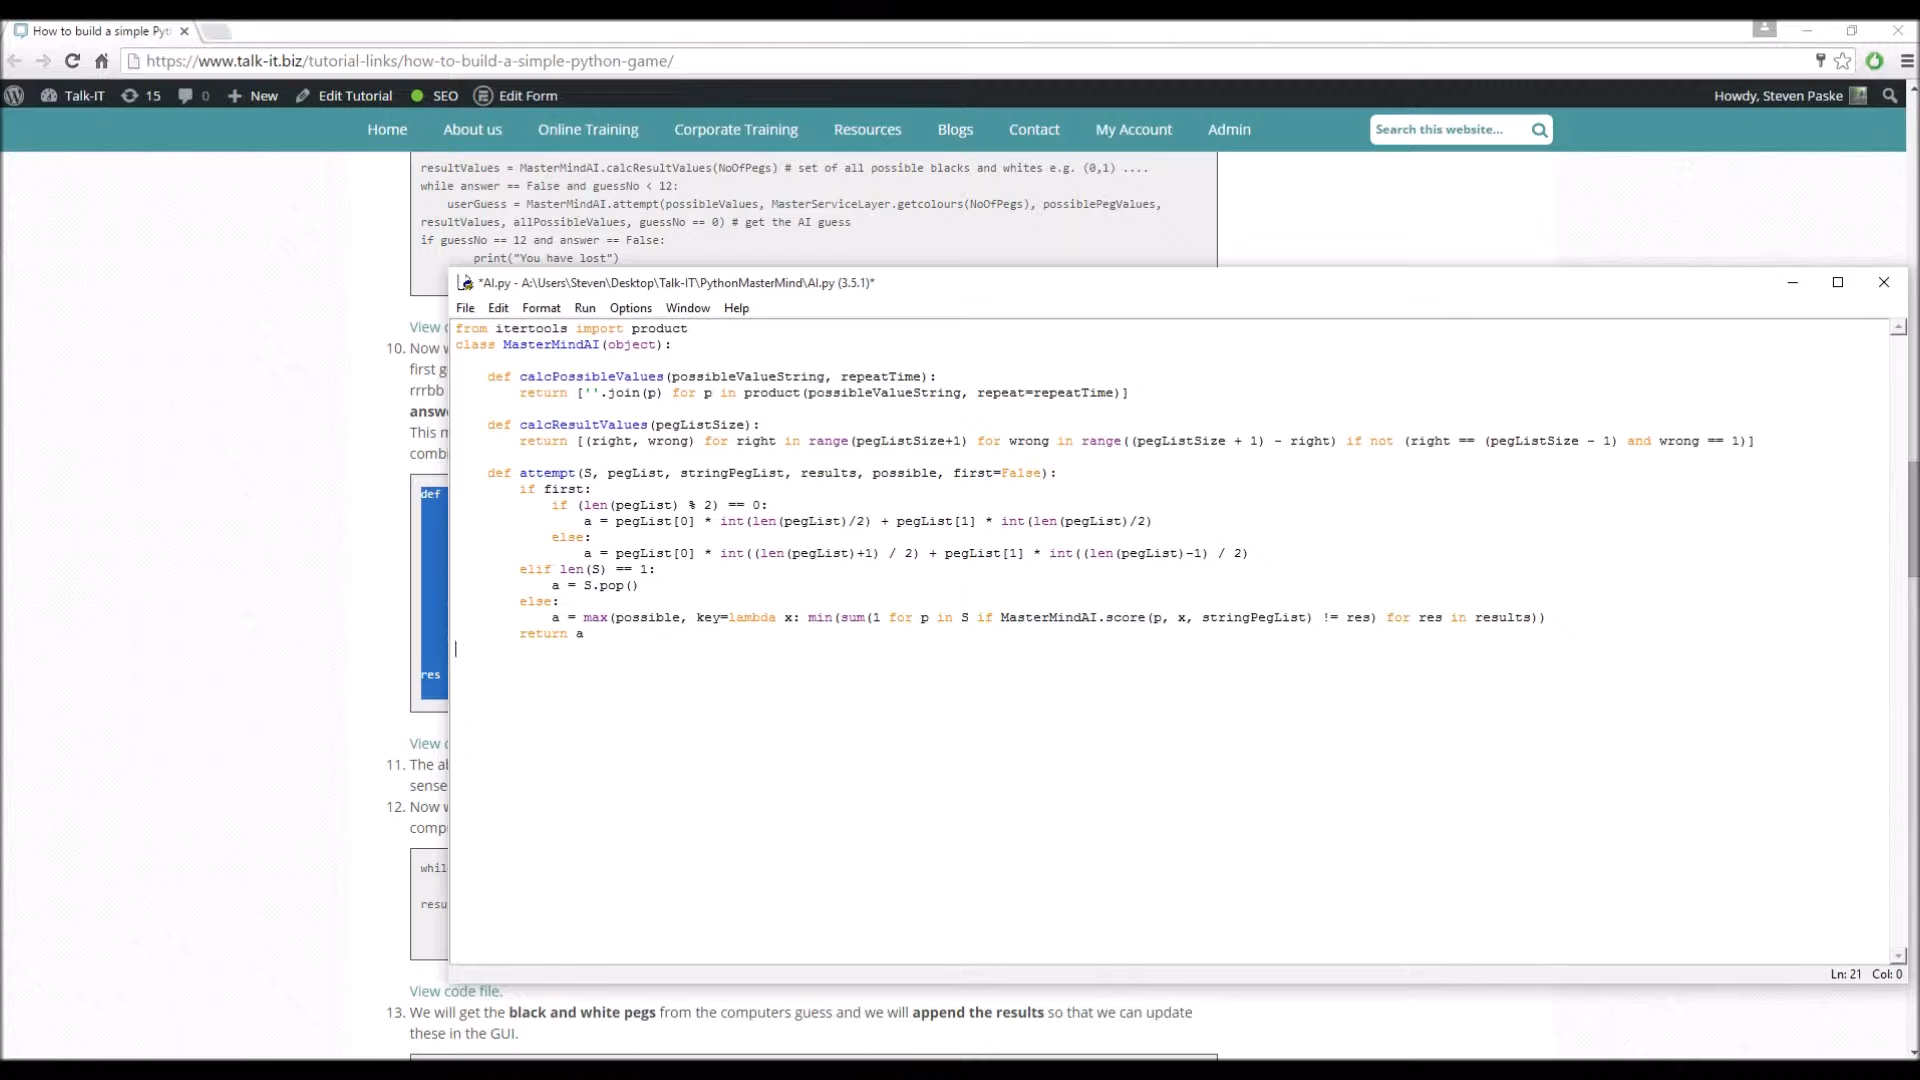 How to build a simple Pyt
https://www.talk-it.biz/tutorial-links/how-to-build-a-simple-python-game/
Talk-IT 15 0 New Edit Tutorial SEO Edit Form Howdy, Steven Paske
Home About us Online Training Corporate Training Resources Blogs Contact My Account Admin Search this website...
resultValues = MasterMindAI.calcResultValues(NoOfPegs) # set of all possible blacks and whites e.g. (0,1) ....
while answer == False and guessNo < 12:
userGuess = MasterMindAI.attempt(possibleValues, MasterServiceLayer.getcolours(NoOfPegs), possiblePegValues,
resultValues, allPossibleValues, guessNo == 0) # get the AI guess
if guessNo == 12 and answer == False:
print("You have lost")
*AI.py - A:\Users\Steven\Desktop\Talk-IT\PythonMasterMind\AI.py (3.5.1)*
File Edit Format Run Options Window Help
from itertools import product
class MasterMindAI(object):
def calcPossibleValues(possibleValueString, repeatTime):
return [''.join(p) for p in product(possibleValueString, repeat=repeatTime)]
def calcResultValues(pegListSize):
return [(right, wrong) for right in range(pegListSize+1) for wrong in range((pegListSize + 1) - right) if not (right == (pegListSize - 1) and wrong == 1)]
def attempt(S, pegList, stringPegList, results, possible, first=False):
if first:
if (len(pegList) % 2) == 0:
a = pegList[0] * int(len(pegList)/2) + pegList[1] * int(len(pegList)/2)
else:
a = pegList[0] * int((len(pegList)+1) / 2) + pegList[1] * int((len(pegList)-1) / 2)
elif len(S) == 1:
a = S.pop()
else:
a = max(possible, key=lambda x: min(sum(1 for p in S if MasterMindAI.score(p, x, stringPegList) != res) for res in results))
return a
Ln: 21 Col: 0
View
10. Now
first
rrrbb
This
def
res
View
11. The
sense
12. Now
View code file.
13. We will get the black and white pegs from the computers guess and we will append the results so that we can update
these in the GUI.